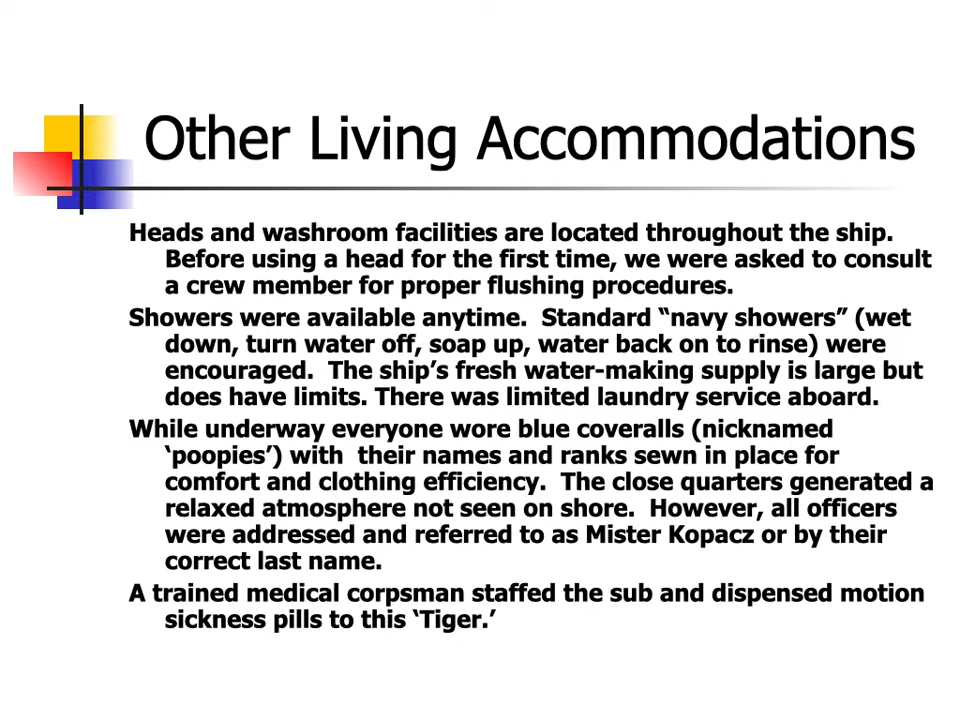 Other Living Accommodations
Heads and washroom facilities are located throughout the ship.
Before using a head for the first time, we were asked to consult
a crew member for proper flushing procedures.
Showers were available anytime.  Standard “navy showers” (wet
down, turn water off, soap up, water back on to rinse) were
encouraged.  The ship’s fresh water-making supply is large but
does have limits. There was limited laundry service aboard.
While underway everyone wore blue coveralls (nicknamed
‘poopies’) with  their names and ranks sewn in place for
comfort and clothing efficiency.  The close quarters generated a
relaxed atmosphere not seen on shore.  However, all officers
were addressed and referred to as Mister Kopacz or by their
correct last name.
A trained medical corpsman staffed the sub and dispensed motion
sickness pills to this ‘Tiger.’